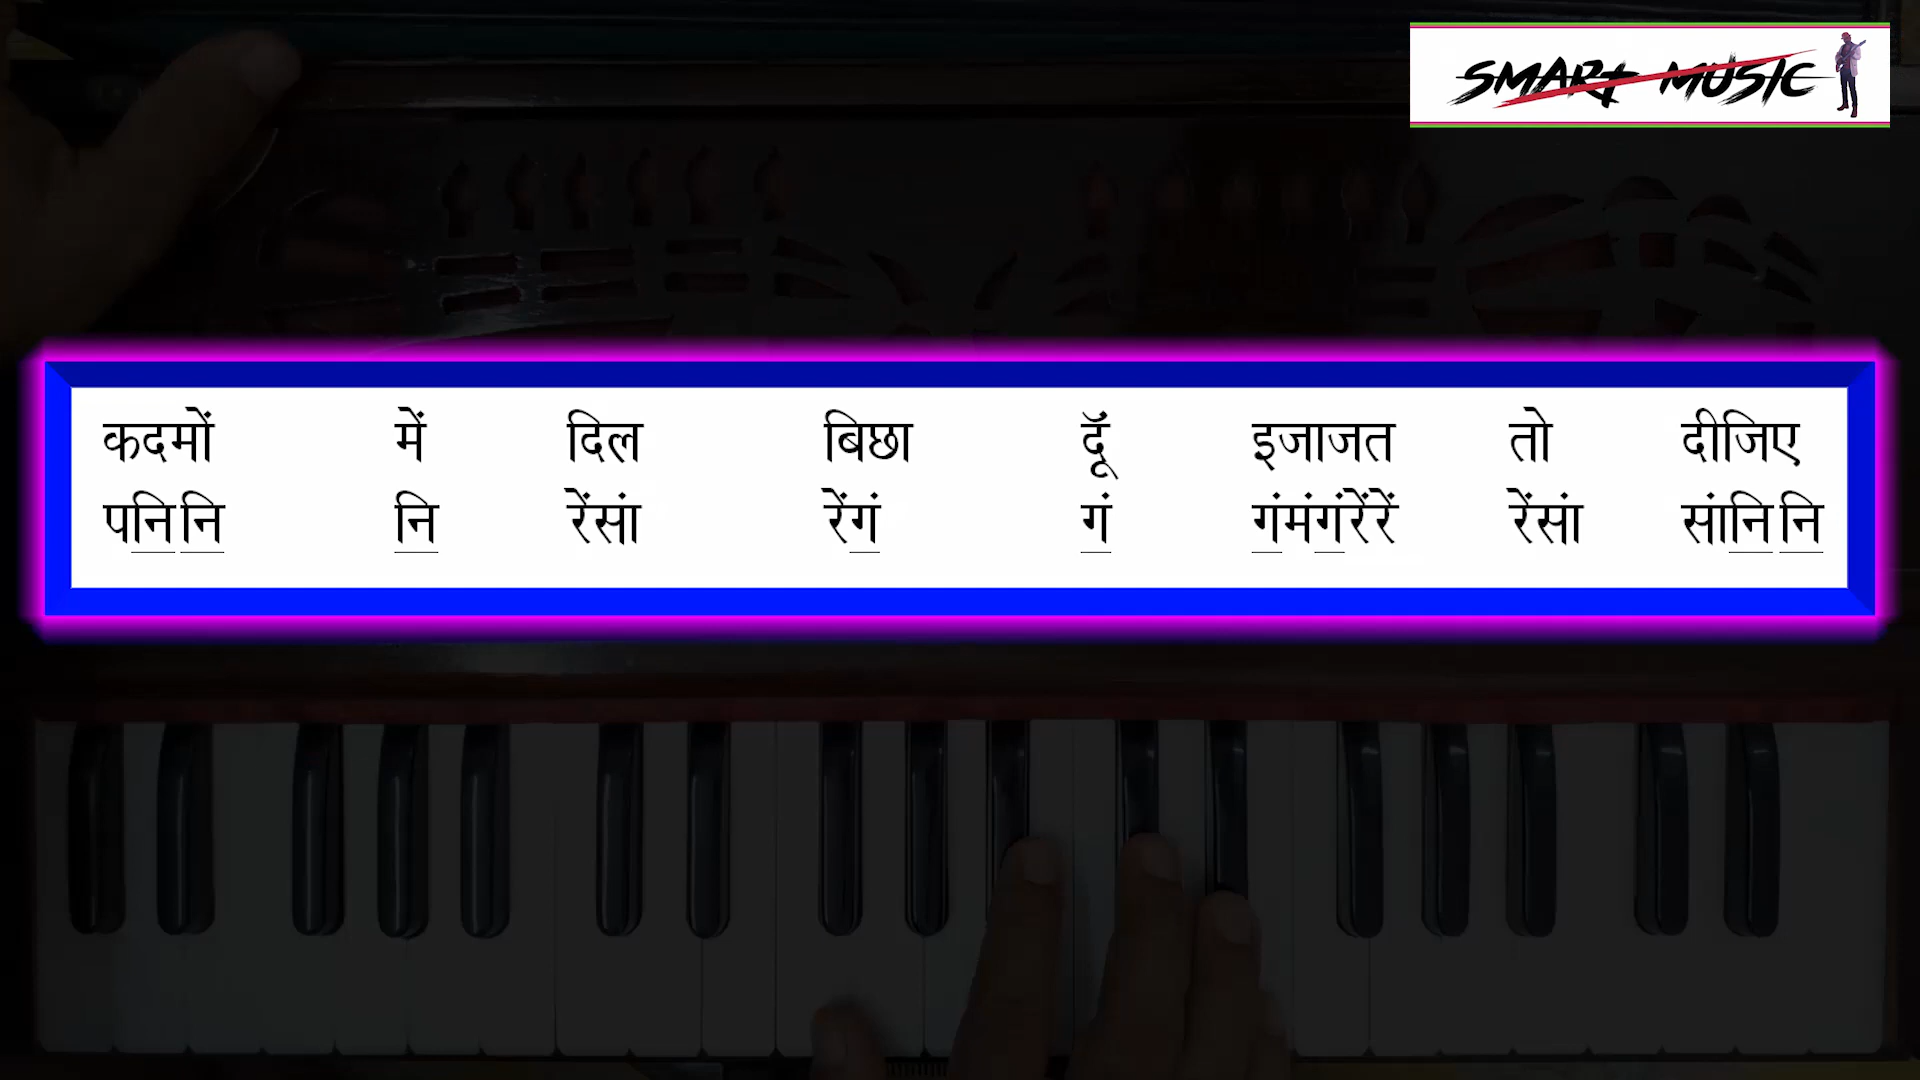 SMART MUSIC
कदमों में दिल बिछा दूॅं इजाजत तो दीजिए
पनि॒नि॒ नि॒ रेंसां रेंगं॒ गं॒ गं॒मंगं॒रेंरें रेंसां सांनि॒नि॒